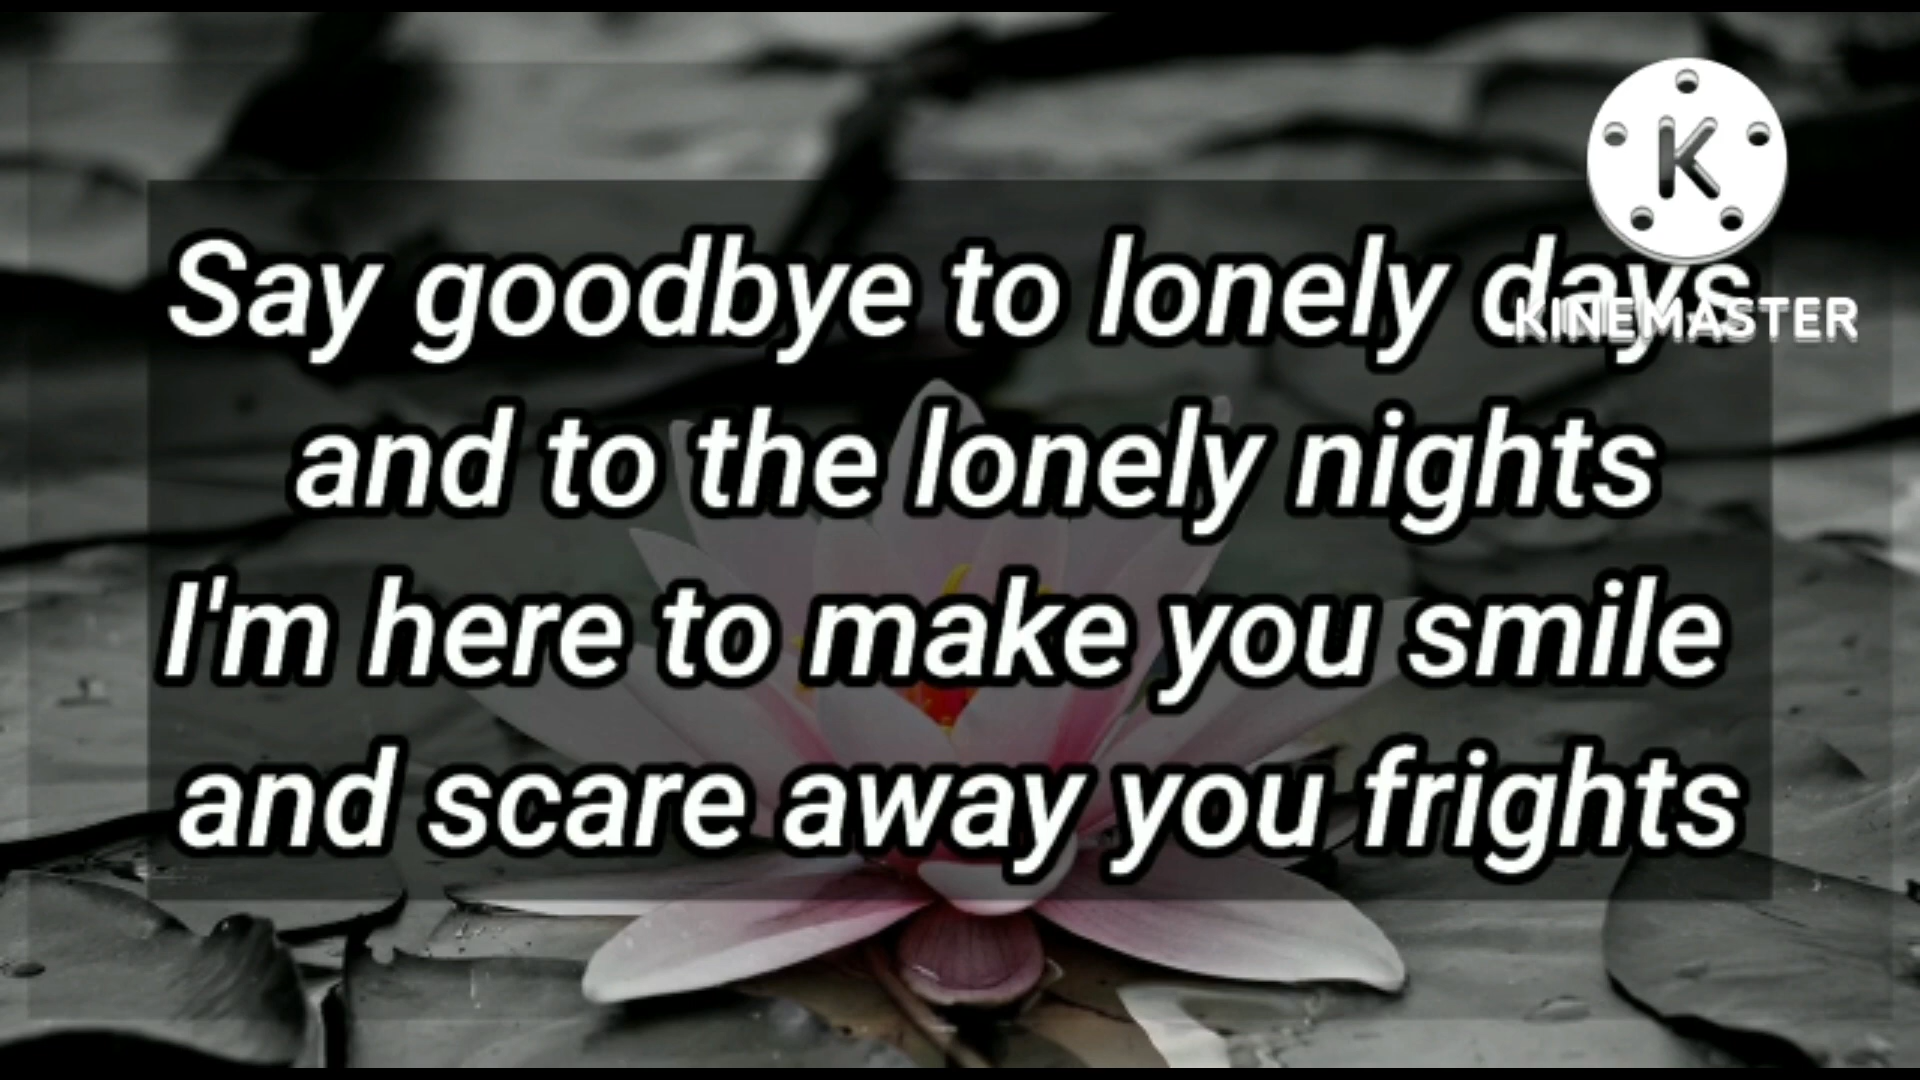 K
KINEMASTER
Say goodbye to lonely days
and to the lonely nights
I'm here to make you smile
and scare away you frights